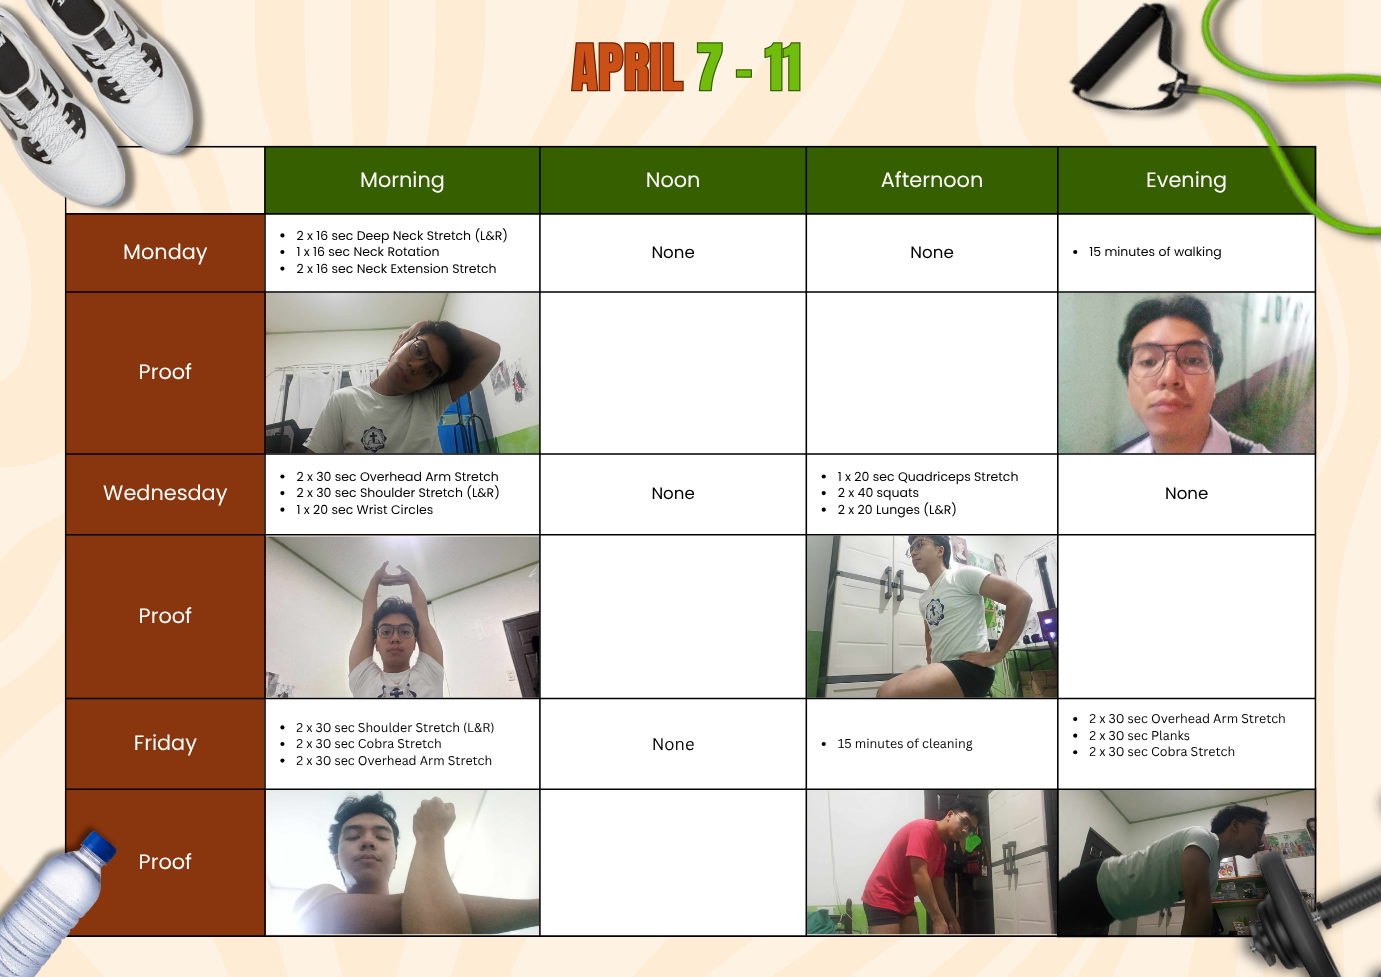 APRIL 7 - 11
Morning
Noon
Afternoon
Evening
Monday
• 2 x 16 sec Deep Neck Stretch (L&R)
• 1 x 16 sec Neck Rotation
• 2 x 16 sec Neck Extension Stretch
None
None
• 15 minutes of walking
Proof
Wednesday
• 2 x 30 sec Overhead Arm Stretch
• 2 x 30 sec Shoulder Stretch (L&R)
• 1 x 20 sec Wrist Circles
None
• 1 x 20 sec Quadriceps Stretch
• 2 x 40 squats
• 2 x 20 Lunges (L&R)
None
Proof
Friday
• 2 x 30 sec Shoulder Stretch (L&R)
• 2 x 30 sec Cobra Stretch
• 2 x 30 sec Overhead Arm Stretch
None
• 15 minutes of cleaning
• 2 x 30 sec Overhead Arm Stretch
• 2 x 30 sec Planks
• 2 x 30 sec Cobra Stretch
Proof